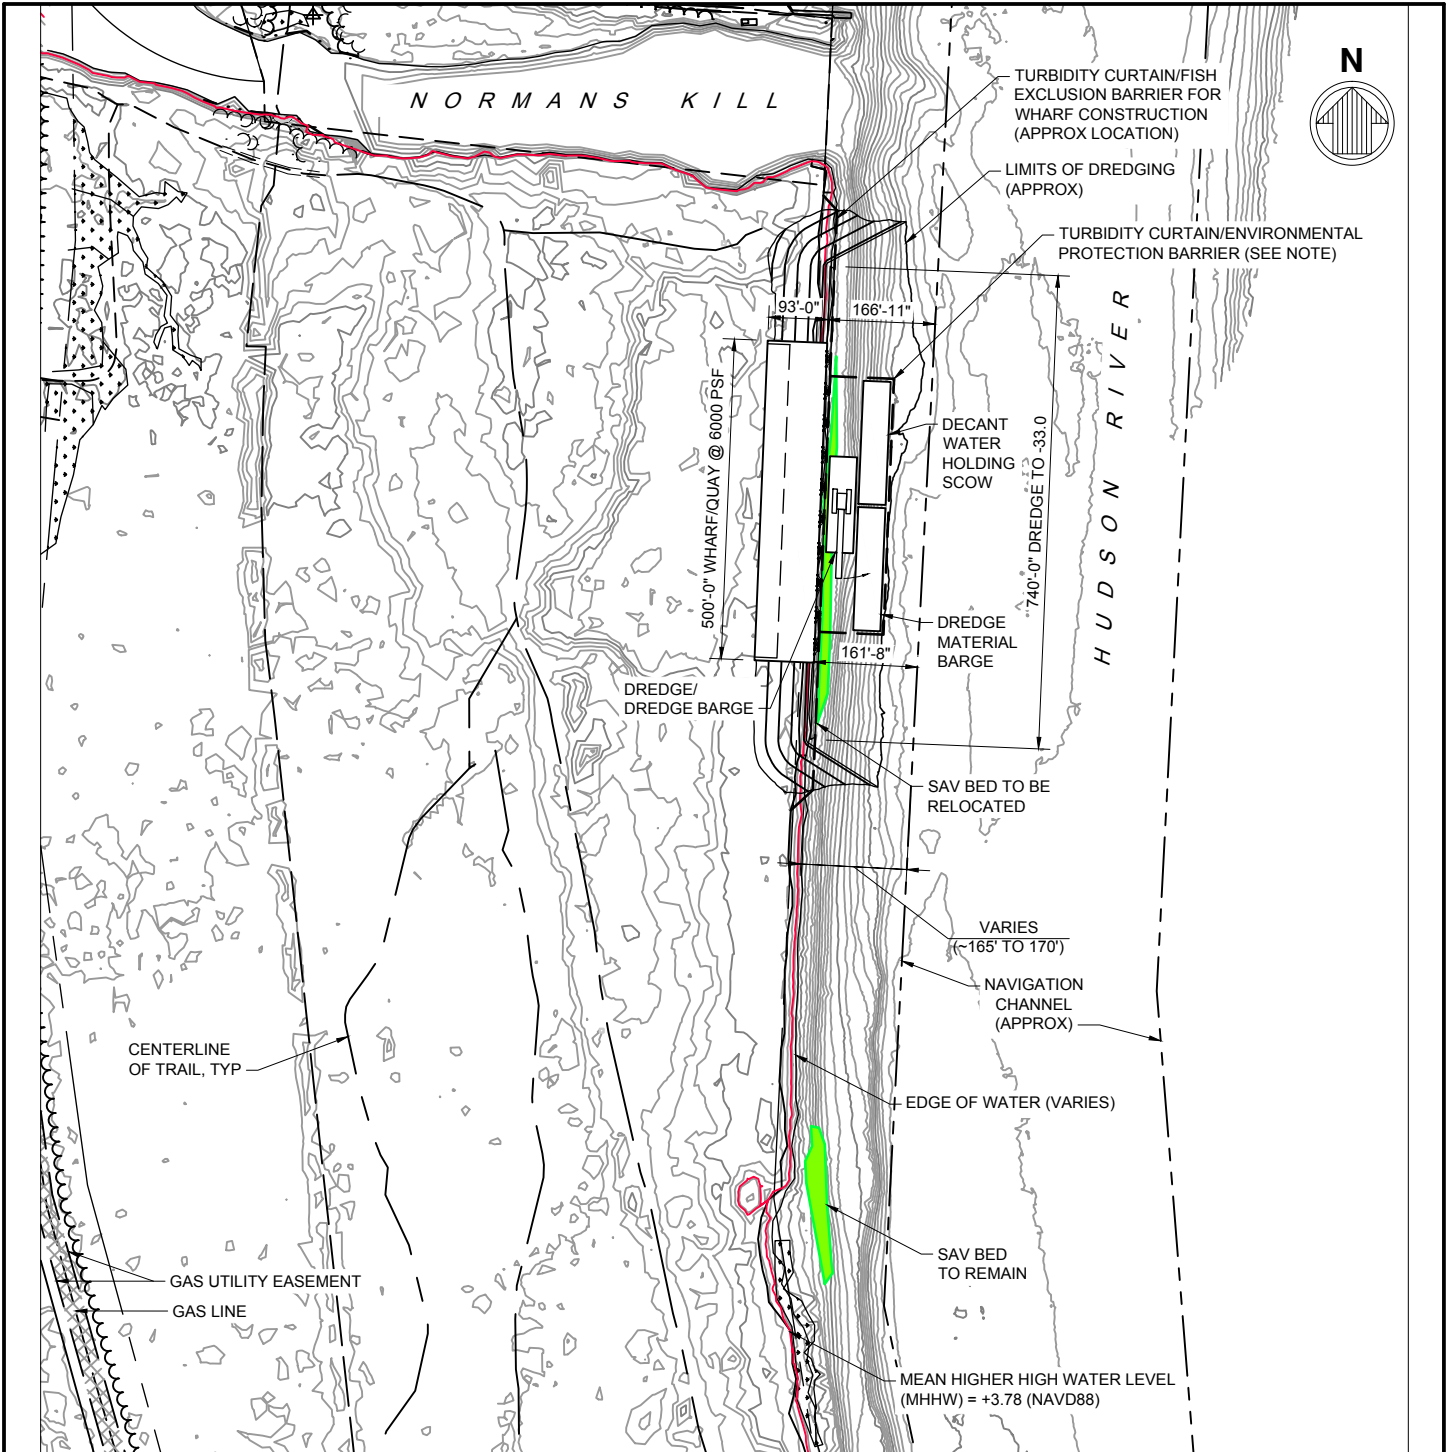 N
NORMANS KILL
TURBIDITY CURTAIN/FISH
EXCLUSION BARRIER FOR
WHARF CONSTRUCTION
(APPROX LOCATION)
LIMITS OF DREDGING
(APPROX)
TURBIDITY CURTAIN/ENVIRONMENTAL
PROTECTION BARRIER (SEE NOTE)
93'-0"
166'-11"
HUDSON RIVER
500'-0" WHARF/QUAY @ 6000 PSF
740'-0" DREDGE TO -33.0
DECANT
WATER
HOLDING
SCOW
DREDGE
MATERIAL
BARGE
161'-8"
DREDGE/
DREDGE BARGE
SAV BED TO BE
RELOCATED
VARIES
(~165' TO 170')
NAVIGATION
CHANNEL
(APPROX)
CENTERLINE
OF TRAIL, TYP
EDGE OF WATER (VARIES)
SAV BED
TO REMAIN
GAS UTILITY EASEMENT
GAS LINE
MEAN HIGHER HIGH WATER LEVEL
(MHHW) = +3.78 (NAVD88)